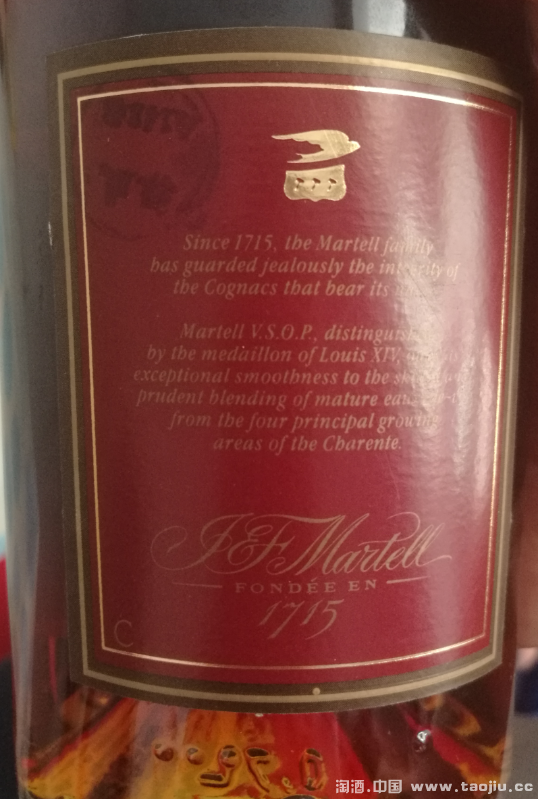 Since 1715, the Martell family
has guarded jealously the integrity of
the Cognacs that bear its
Martell V.S.O.P., distinguished
by the medaillon of Louis XIV,
exceptional smoothness to the
prudent blending of mature
from the four principal growing
areas of the Charente.
J&F Martell
FONDÉE EN
1715
C
淘酒.中国 www.taojiu.cc